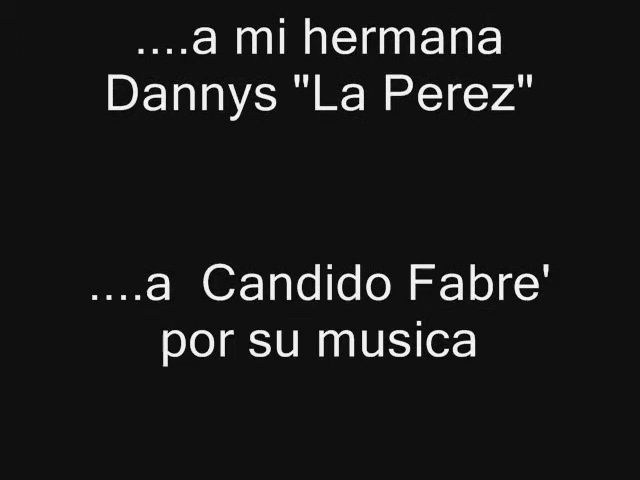 ....a mi hermana
Dannys "La Perez"
....a  Candido Fabre'
por su musica